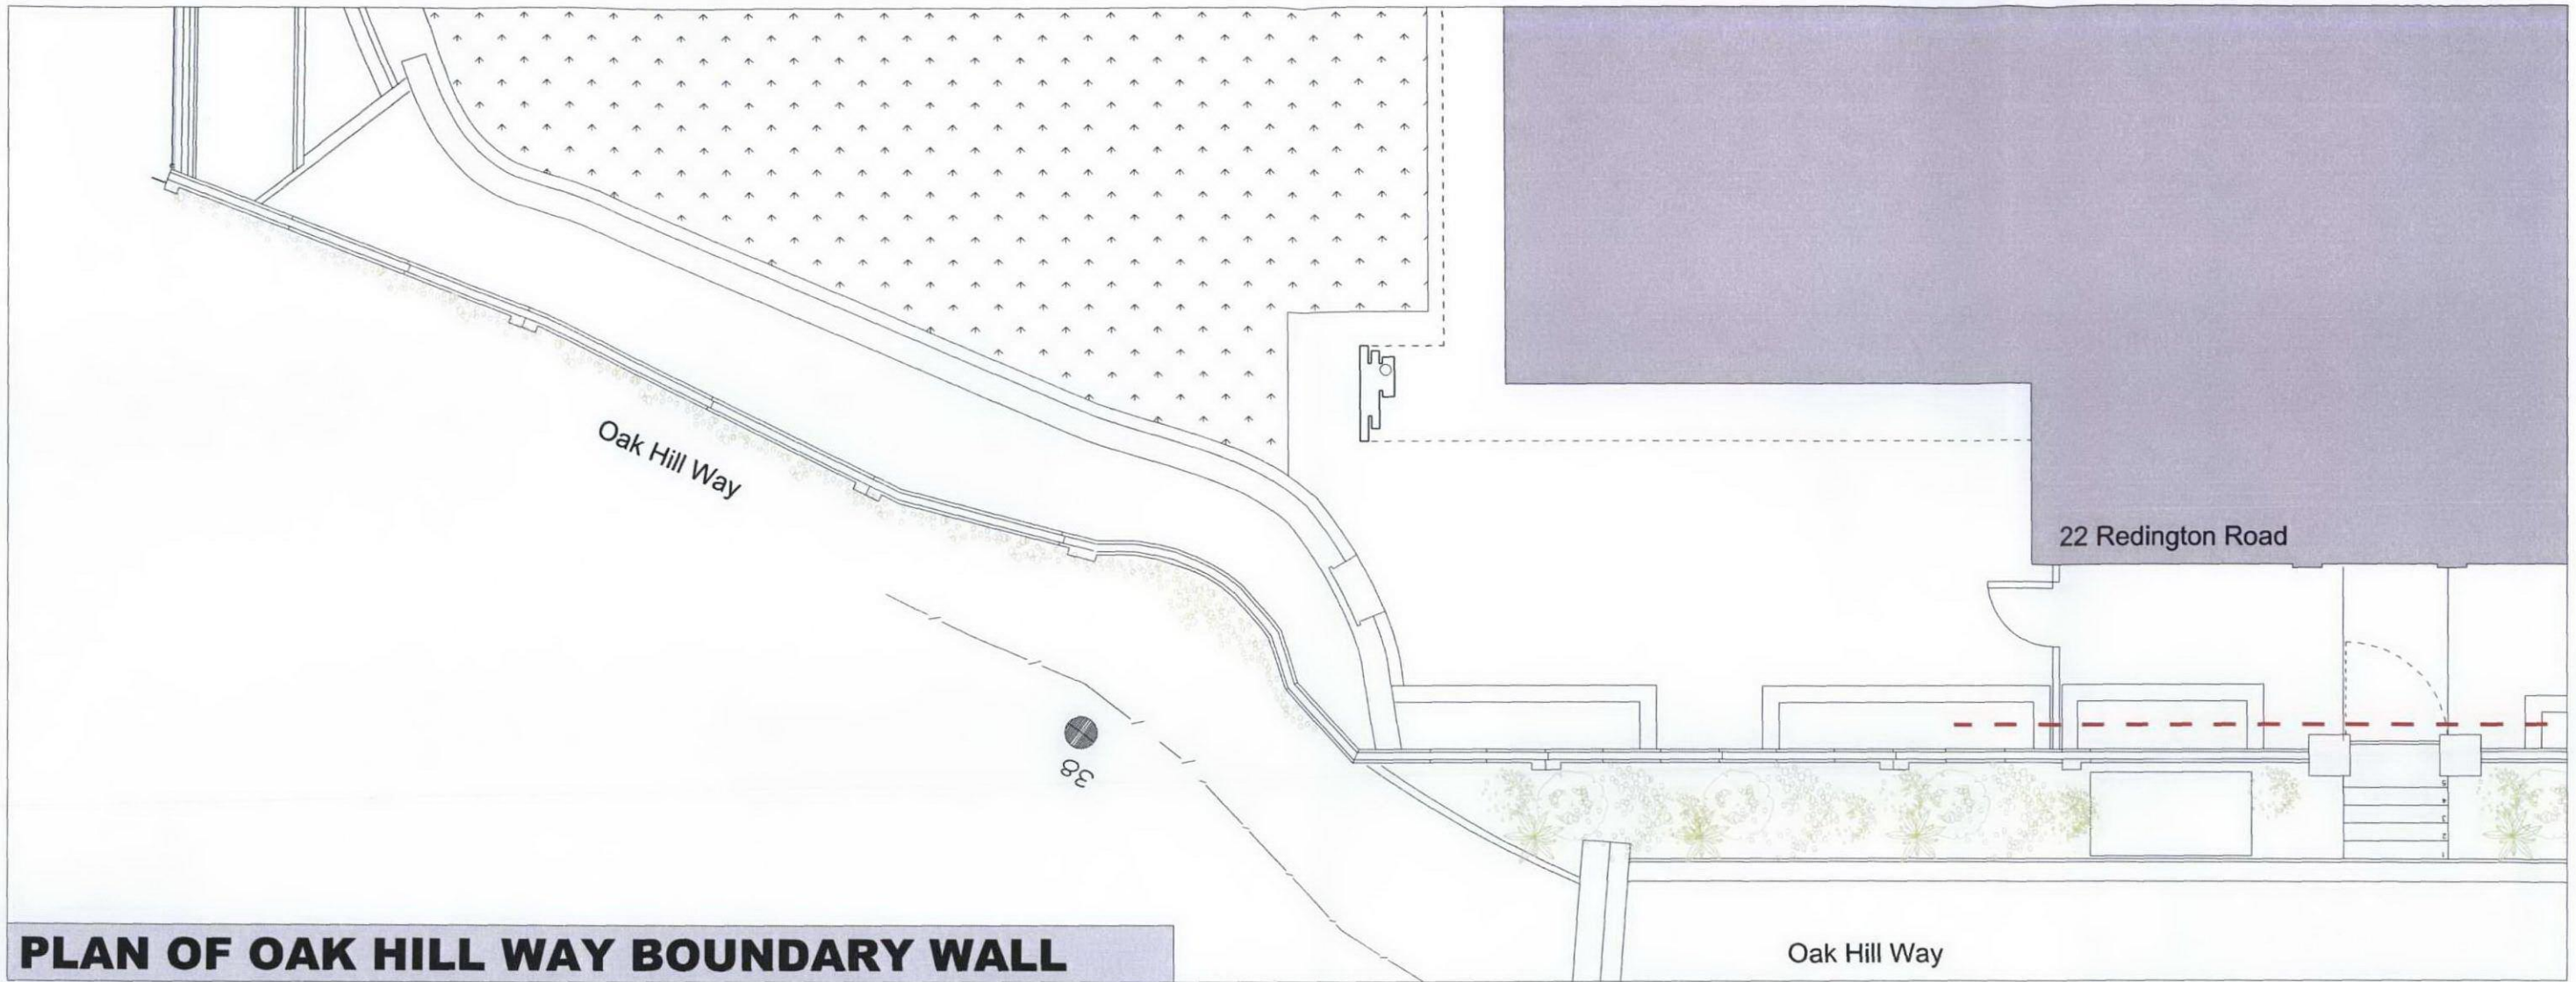 Oak Hill Way
22 Redington Road
38
Oak Hill Way
PLAN OF OAK HILL WAY BOUNDARY WALL